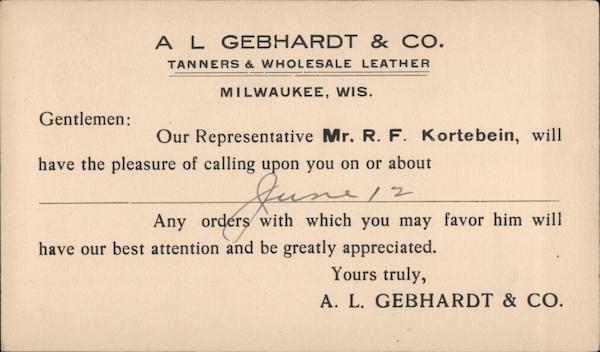 A L GEBHARDT & CO.
TANNERS & WHOLESALE LEATHER
MILWAUKEE, WIS.
Gentlemen:
Our Representative Mr. R. F. Kortebein, will
have the pleasure of calling upon you on or about
June 12
Any orders with which you may favor him will
have our best attention and be greatly appreciated.
Yours truly,
A. L. GEBHARDT & CO.